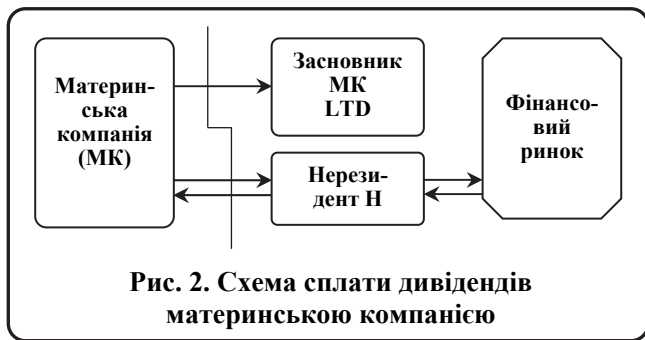 Материн-
ська
компанія
(МК)
Засновник
МК
LTD
Нерези-
дент Н
Фінансо-
вий
ринок
Рис. 2. Схема сплати дивідендів
материнською компанією